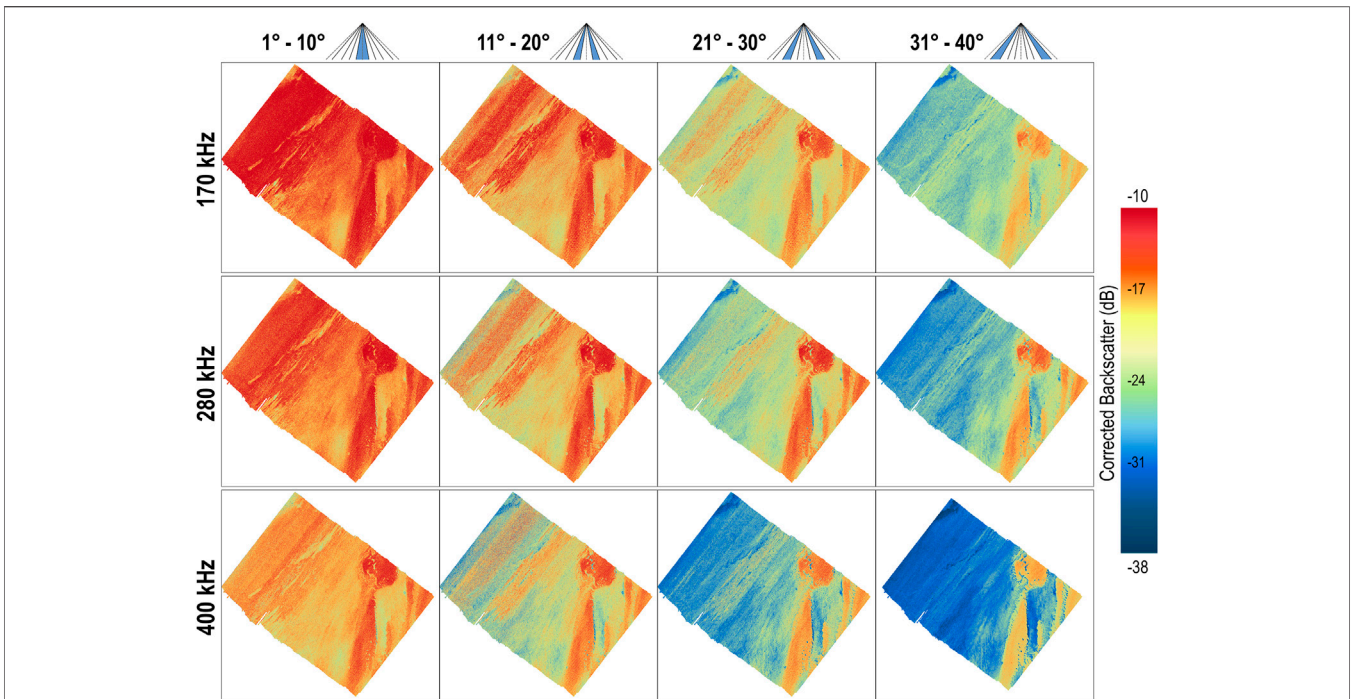 1° - 10°
11° - 20°
21° - 30°
31° - 40°
170 kHz
280 kHz
400 kHz
Corrected Backscatter (dB)
-10
-17
-24
-31
-38